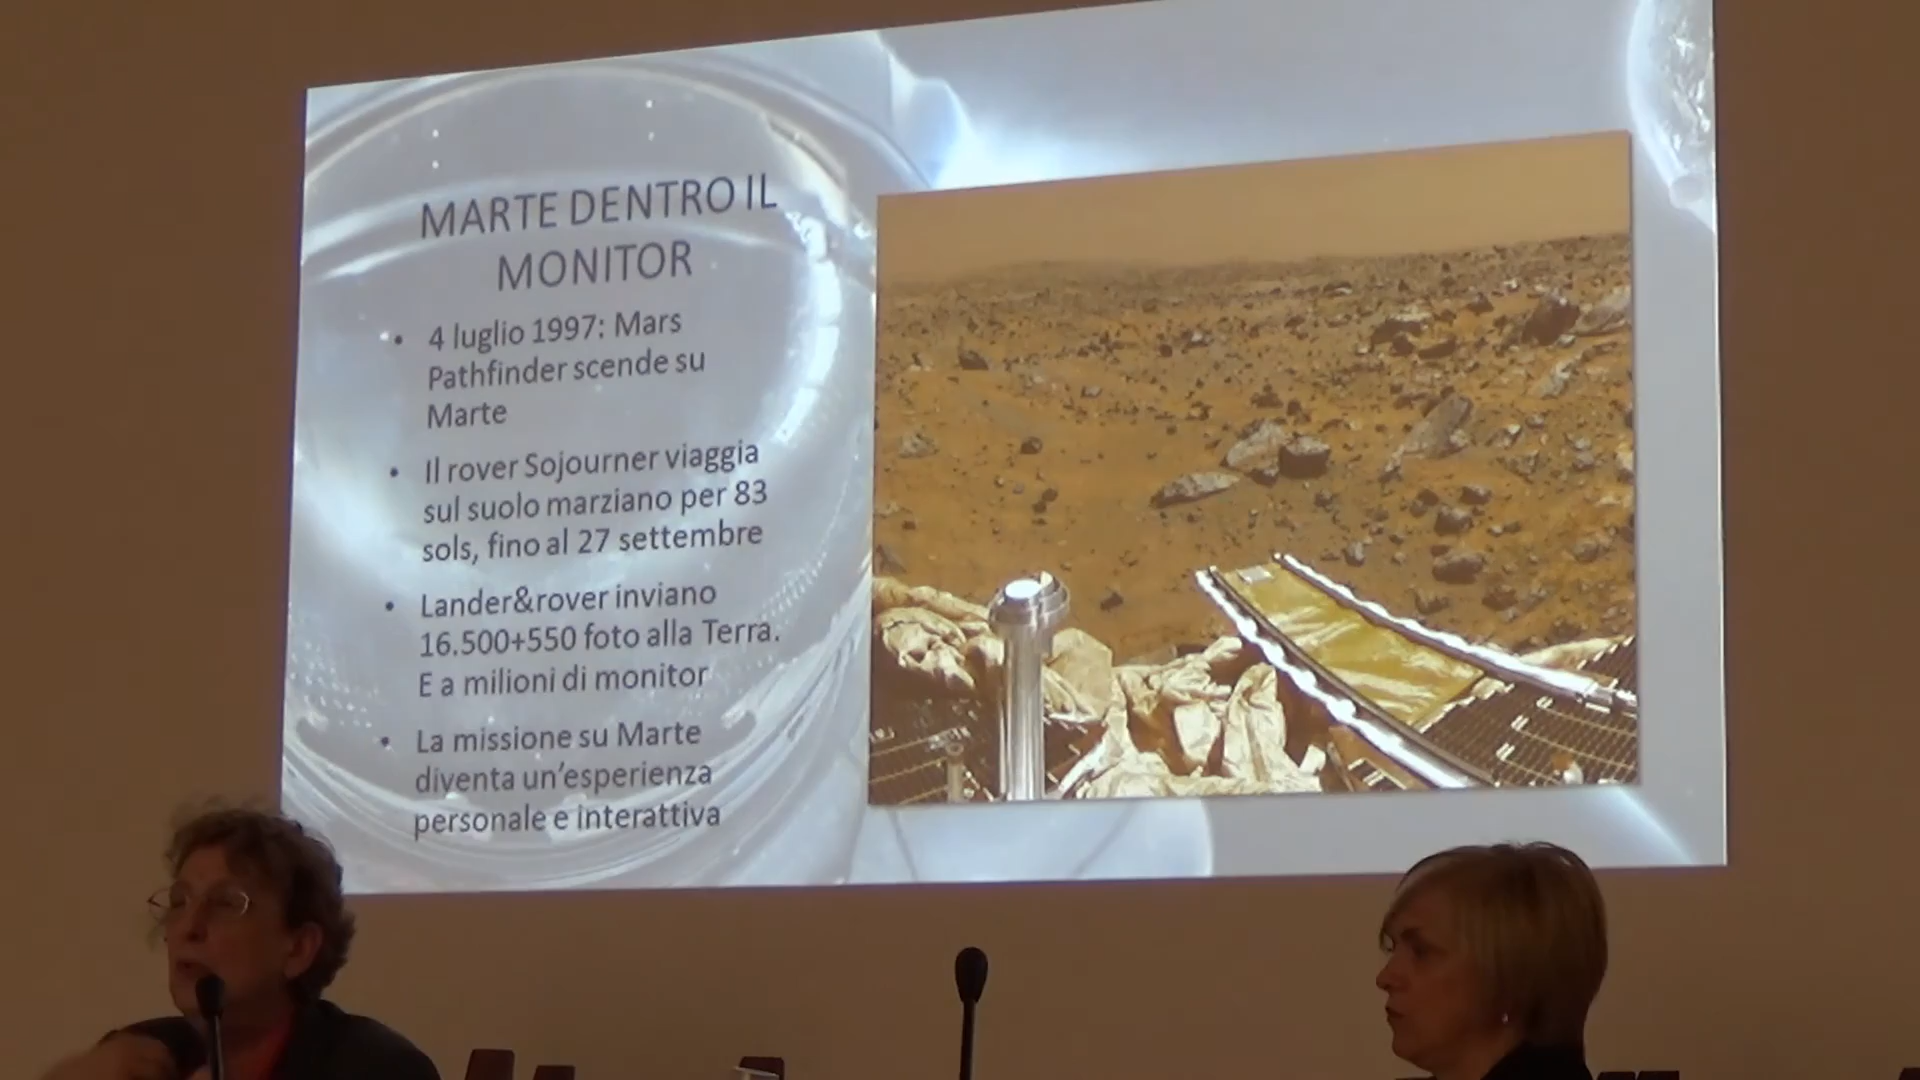 MARTE DENTRO IL
MONITOR
• 4 luglio 1997: Mars
Pathfinder scende su
Marte
• Il rover Sojourner viaggia
sul suolo marziano per 83
sols, fino al 27 settembre
• Lander&rover inviano
16.500+550 foto alla Terra.
E a milioni di monitor
• La missione su Marte
diventa un'esperienza
personale e interattiva